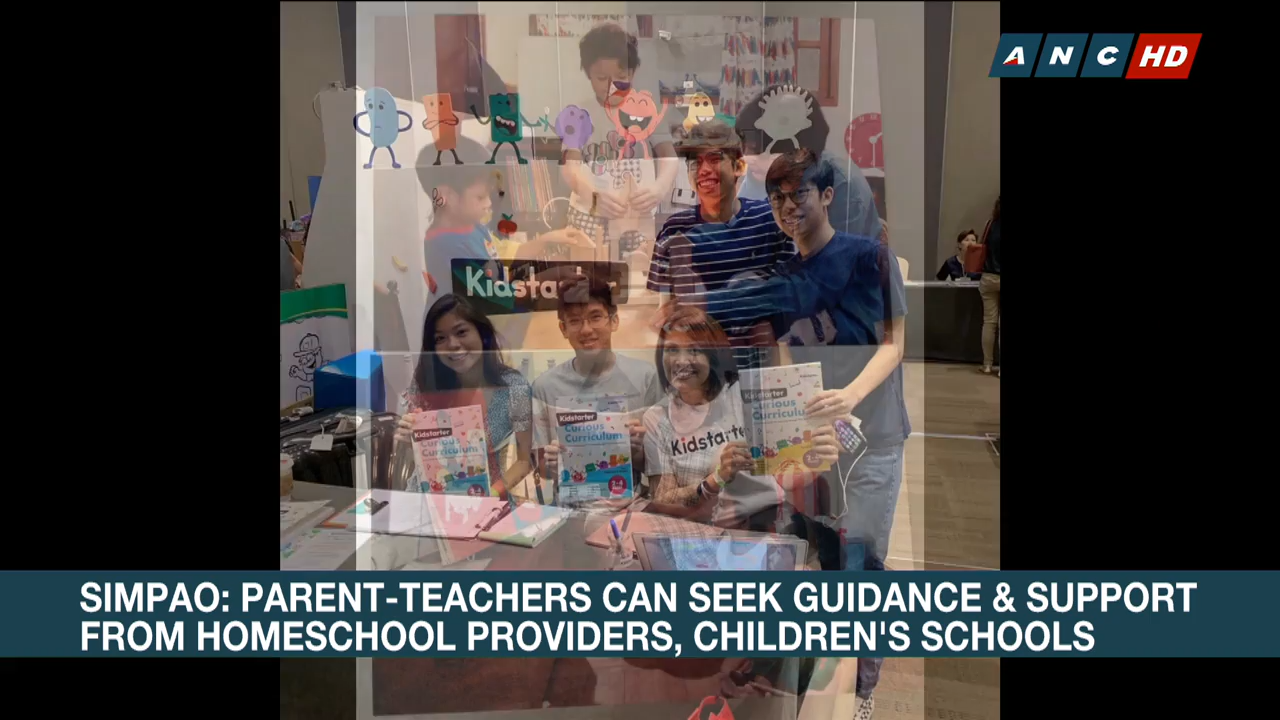 ANC HD
Kidstarter
Kidstarter
Kidstarter
Curious
Curriculum
Kidstarter
Curious
Curriculum
Kidstarter
Curious
Curriculum
SIMPAO: PARENT-TEACHERS CAN SEEK GUIDANCE & SUPPORT
FROM HOMESCHOOL PROVIDERS, CHILDREN'S SCHOOLS